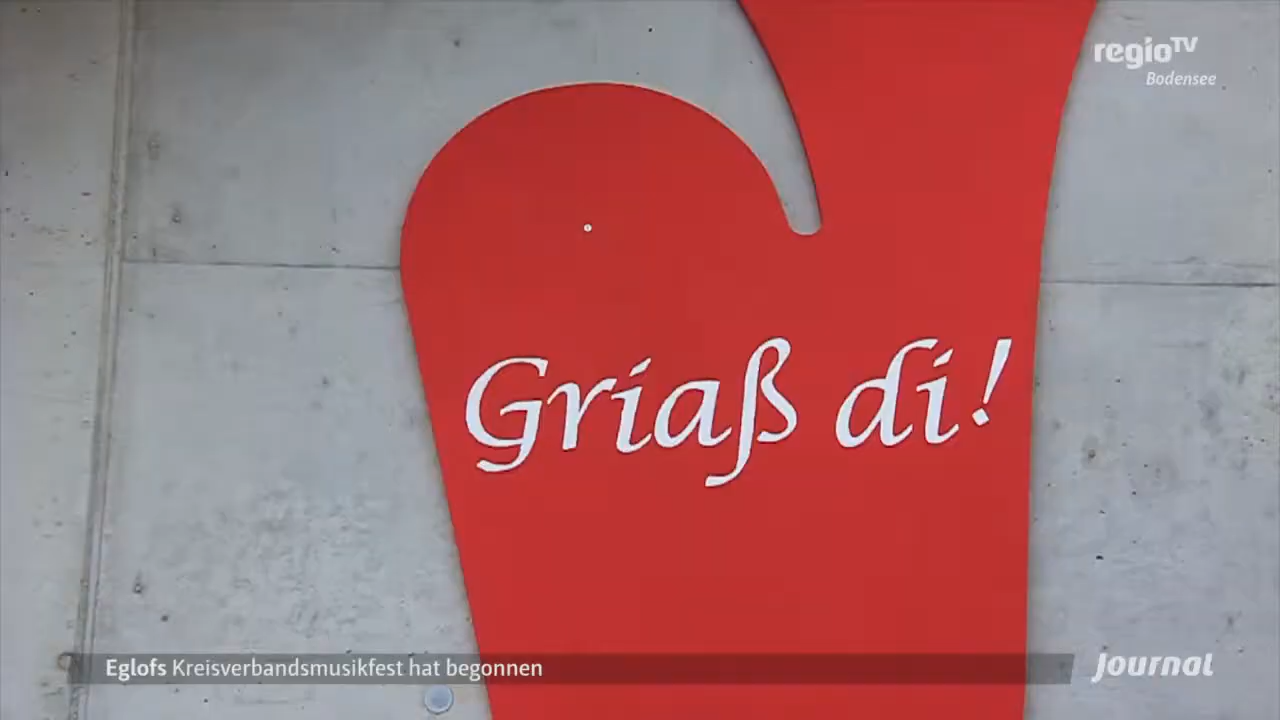 regioTV
Bodensee
Griaß di!
Eglofs Kreisverbandsmusikfest hat begonnen
Journal